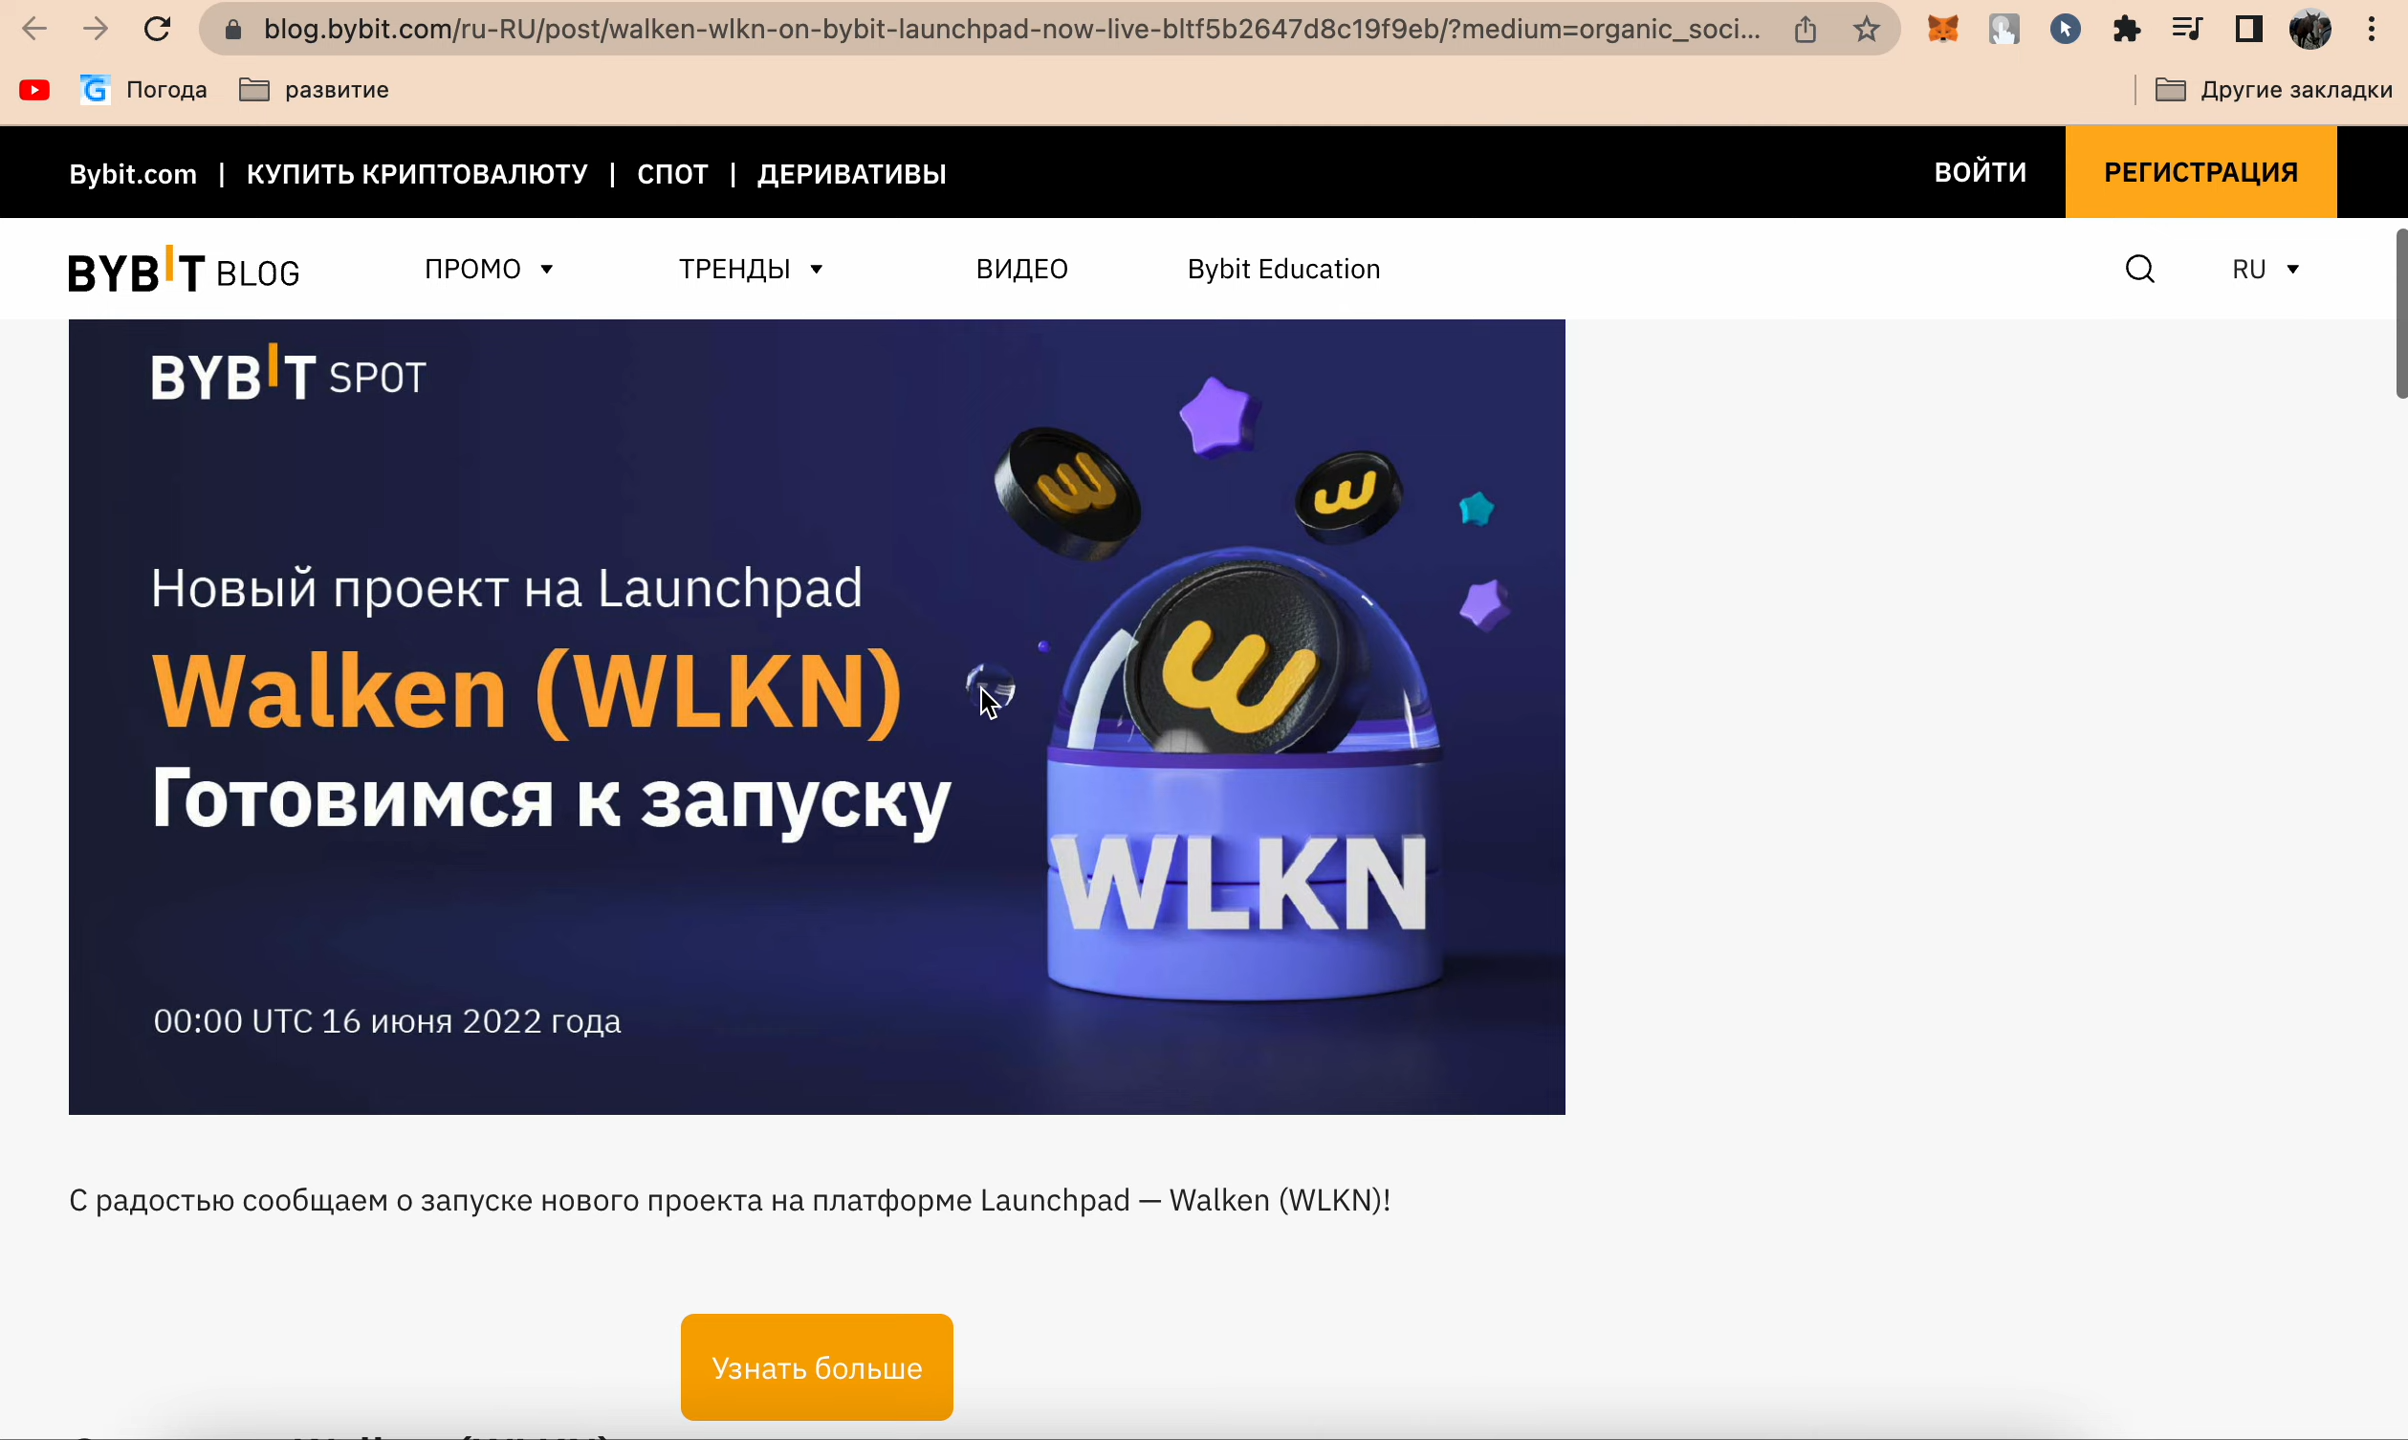 blog.bybit.com/ru-RU/post/walken-wlkn-on-bybit-launchpad-now-live-bltf5b2647d8c19f9eb/?medium=organic_soci...
Погода развитие Другие закладки
Bybit.com | КУПИТЬ КРИПТОВАЛЮТУ | СПОТ | ДЕРИВАТИВЫ ВОЙТИ РЕГИСТРАЦИЯ
BYBIT BLOG ПРОМО ТРЕНДЫ ВИДЕО Bybit Education RU
BYBIT SPOT
Новый проект на Launchpad
Walken (WLKN)
Готовимся к запуску
WLKN
00:00 UTC 16 июня 2022 года
С радостью сообщаем о запуске нового проекта на платформе Launchpad — Walken (WLKN)!
Узнать больше